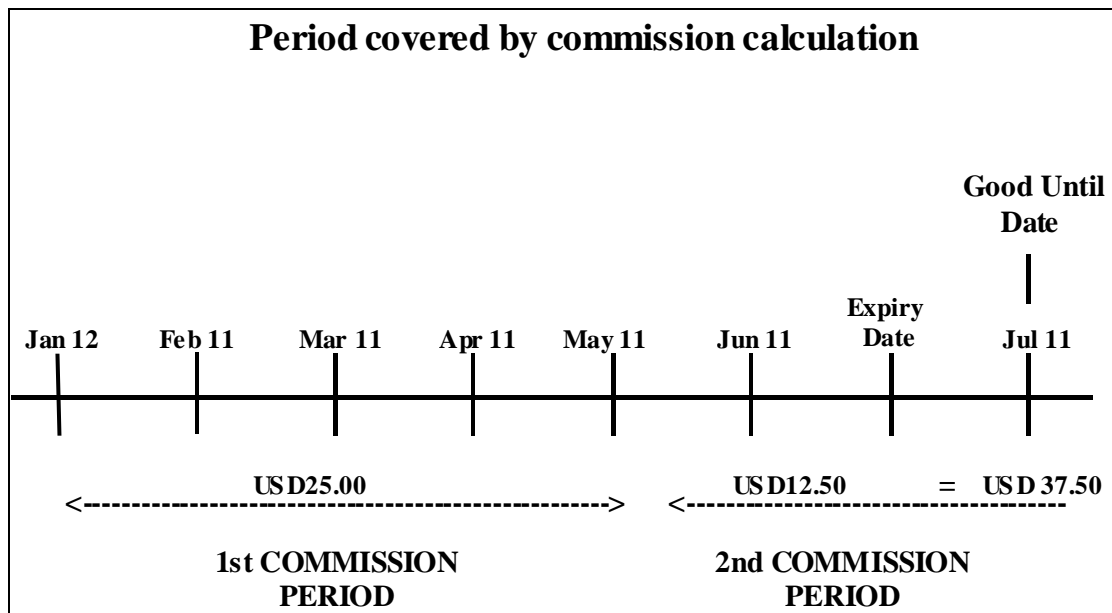 Period covered by commission calculation
Good Until
Date
Expiry
Date
Jan 12 Feb 11 Mar 11 Apr 11 May 11 Jun 11 Jul 11
USD25.00 USD12.50 = USD 37.50
<-----------------------------------------------> <----------------------------------
1st COMMISSION
PERIOD
2nd COMMISSION
PERIOD